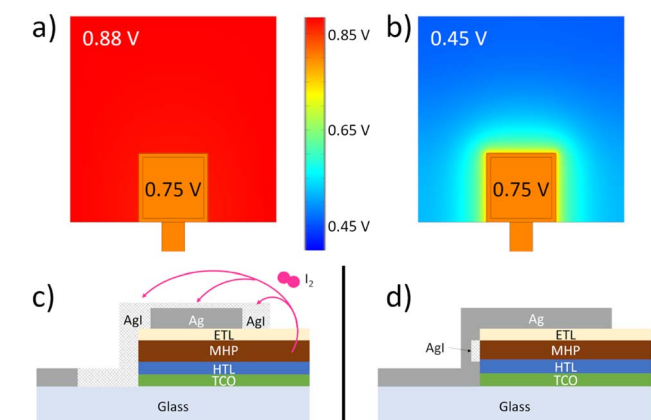 a)
0.88 V
0.75 V
0.85 V
0.65 V
0.45 V
b)
0.45 V
0.75 V
c)
I2
AgI
Ag
AgI
ETL
MHP
HTL
TCO
Glass
d)
Ag
ETL
AgI
MHP
HTL
TCO
Glass